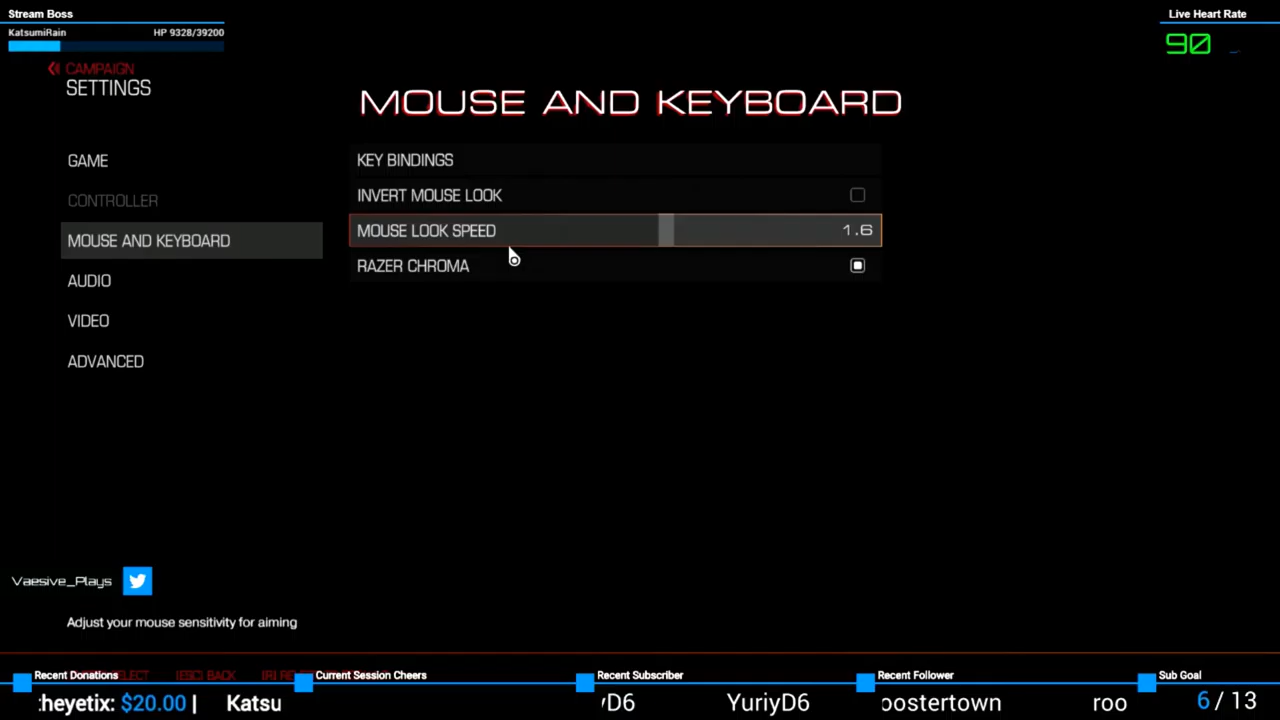 Stream Boss
KatsumiRain HP 9328/39200
Live Heart Rate
90
CAMPAIGN
SETTINGS
MOUSE AND KEYBOARD
GAME
CONTROLLER
MOUSE AND KEYBOARD
AUDIO
VIDEO
ADVANCED
KEY BINDINGS
INVERT MOUSE LOOK
MOUSE LOOK SPEED 1.6
RAZER CHROMA
Vaesive_Plays
Adjust your mouse sensitivity for aiming
[ESC] BACK
Recent Donations
:heyetix: $20.00 | Katsu
Current Session Cheers
Recent Subscriber
D6 YuriyD6
Recent Follower
oostertown roo
Sub Goal
6 / 13